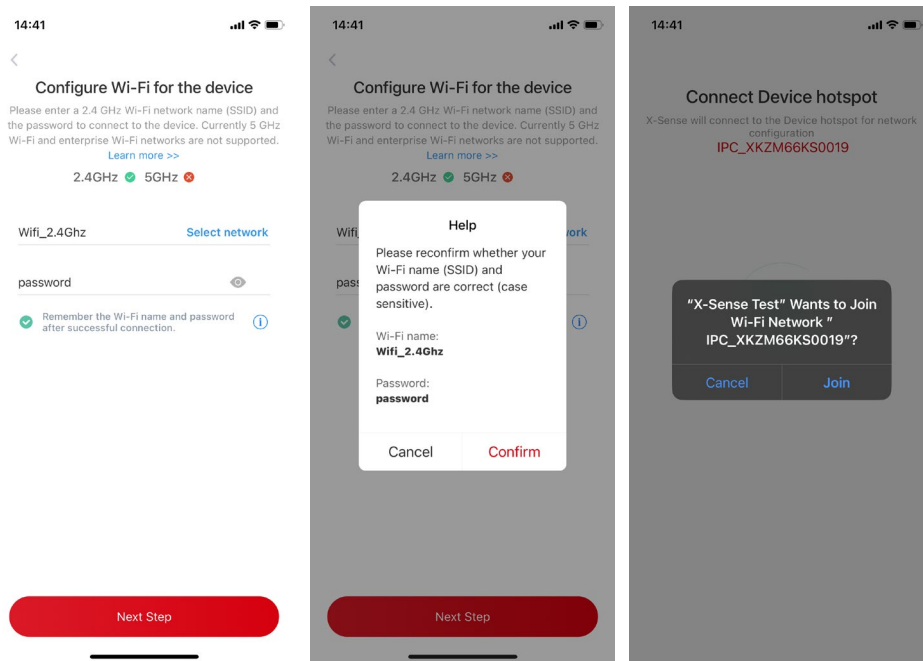 14:41
Configure Wi-Fi for the device
Please enter a 2.4 GHz Wi-Fi network name (SSID) and
the password to connect to the device. Currently 5 GHz
Wi-Fi and enterprise Wi-Fi networks are not supported.
Learn more >>
2.4GHz 5GHz
Wifi_2.4Ghz Select network
password
Remember the Wi-Fi name and password
after successful connection.
Next Step
14:41
Configure Wi-Fi for the device
Please enter a 2.4 GHz Wi-Fi network name (SSID) and
the password to connect to the device. Currently 5 GHz
Wi-Fi and enterprise Wi-Fi networks are not supported.
Learn more >>
2.4GHz 5GHz
Wifi_ ork
pass
Help
Please reconfirm whether your
Wi-Fi name (SSID) and
password are correct (case
sensitive).
Wi-Fi name:
Wifi_2.4Ghz
Password:
password
Cancel Confirm
Next Step
14:41
Connect Device hotspot
X-Sense will connect to the Device hotspot for network
configuration
IPC_XKZM66KS0019
"X-Sense Test" Wants to Join
Wi-Fi Network "
IPC_XKZM66KS0019"?
Cancel Join